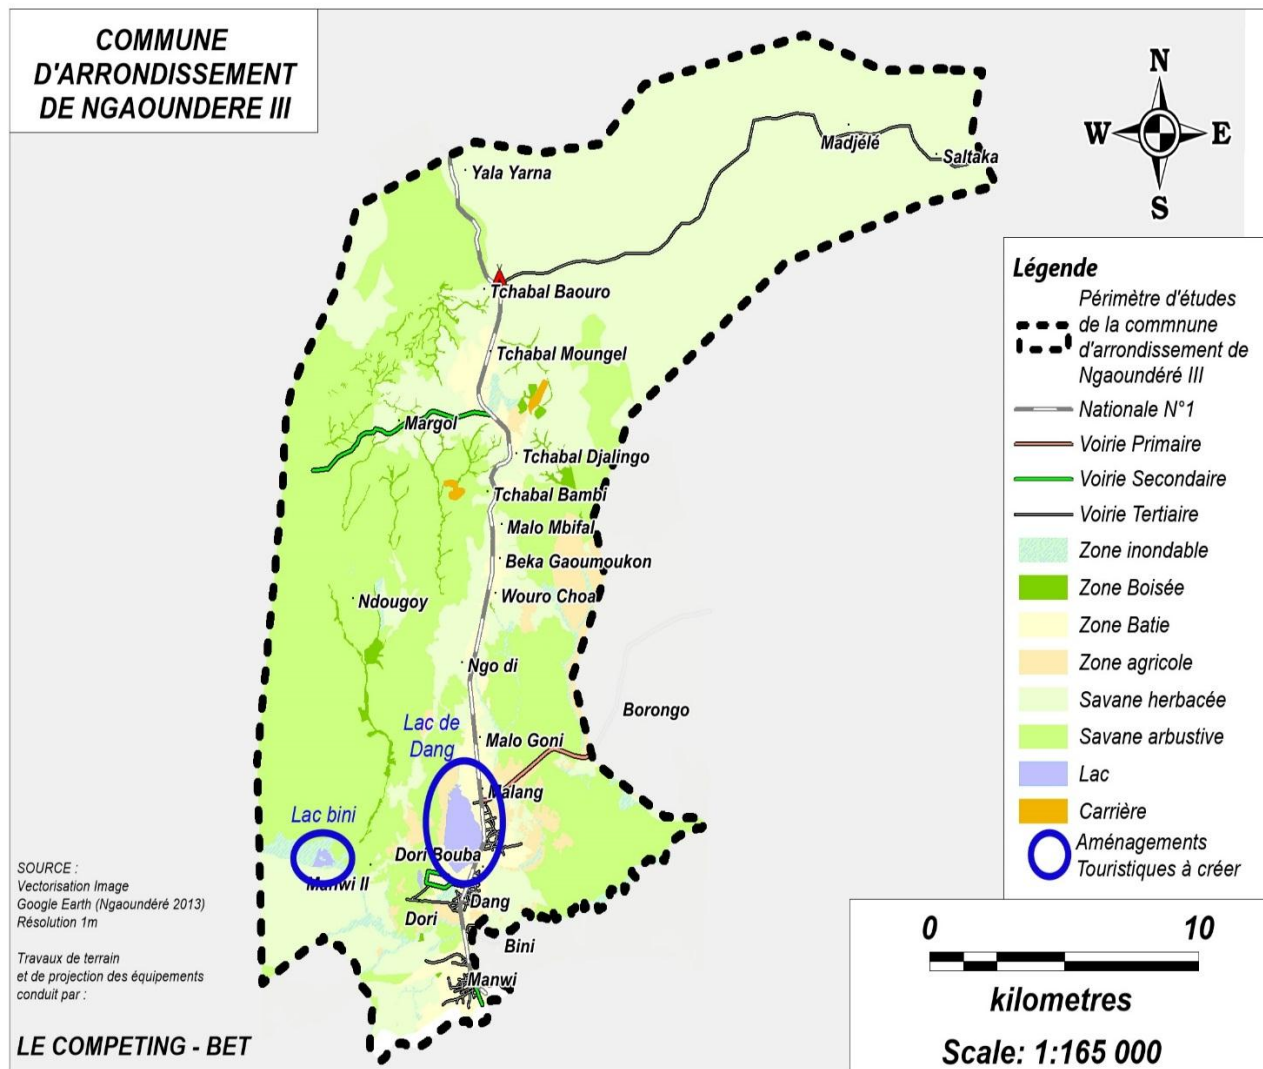 COMMUNE
D'ARRONDISSEMENT
DE NGAOUNDERE III
N
W
E
S
Yala Yarna
Madjélé
Saltaka
Tchabal Baouro
Tchabal Moungel
Margol
Tchabal Djalingo
Tchabal Bambi
Malo Mbifal
Beka Gaoumoukon
Wouro Choa
Ndougoy
Ngo di
Borongo
Lac de
Dang
Malo Goni
Malang
Lac bini
Dori Bouba
Manwi II
Dang
Dori
Bini
Manwi
Légende
Périmètre d'études
de la commnune
d'arrondissement de
Ngaoundéré III
Nationale N°1
Voirie Primaire
Voirie Secondaire
Voirie Tertiaire
Zone inondable
Zone Boisée
Zone Batie
Zone agricole
Savane herbacée
Savane arbustive
Lac
Carrière
Aménagements
Touristiques à créer
SOURCE :
Vectorisation Image
Google Earth (Ngaoundéré 2013)
Résolution 1m
Travaux de terrain
et de projection des équipements
conduit par :
LE COMPETING - BET
0 10
kilometres
Scale: 1:165 000